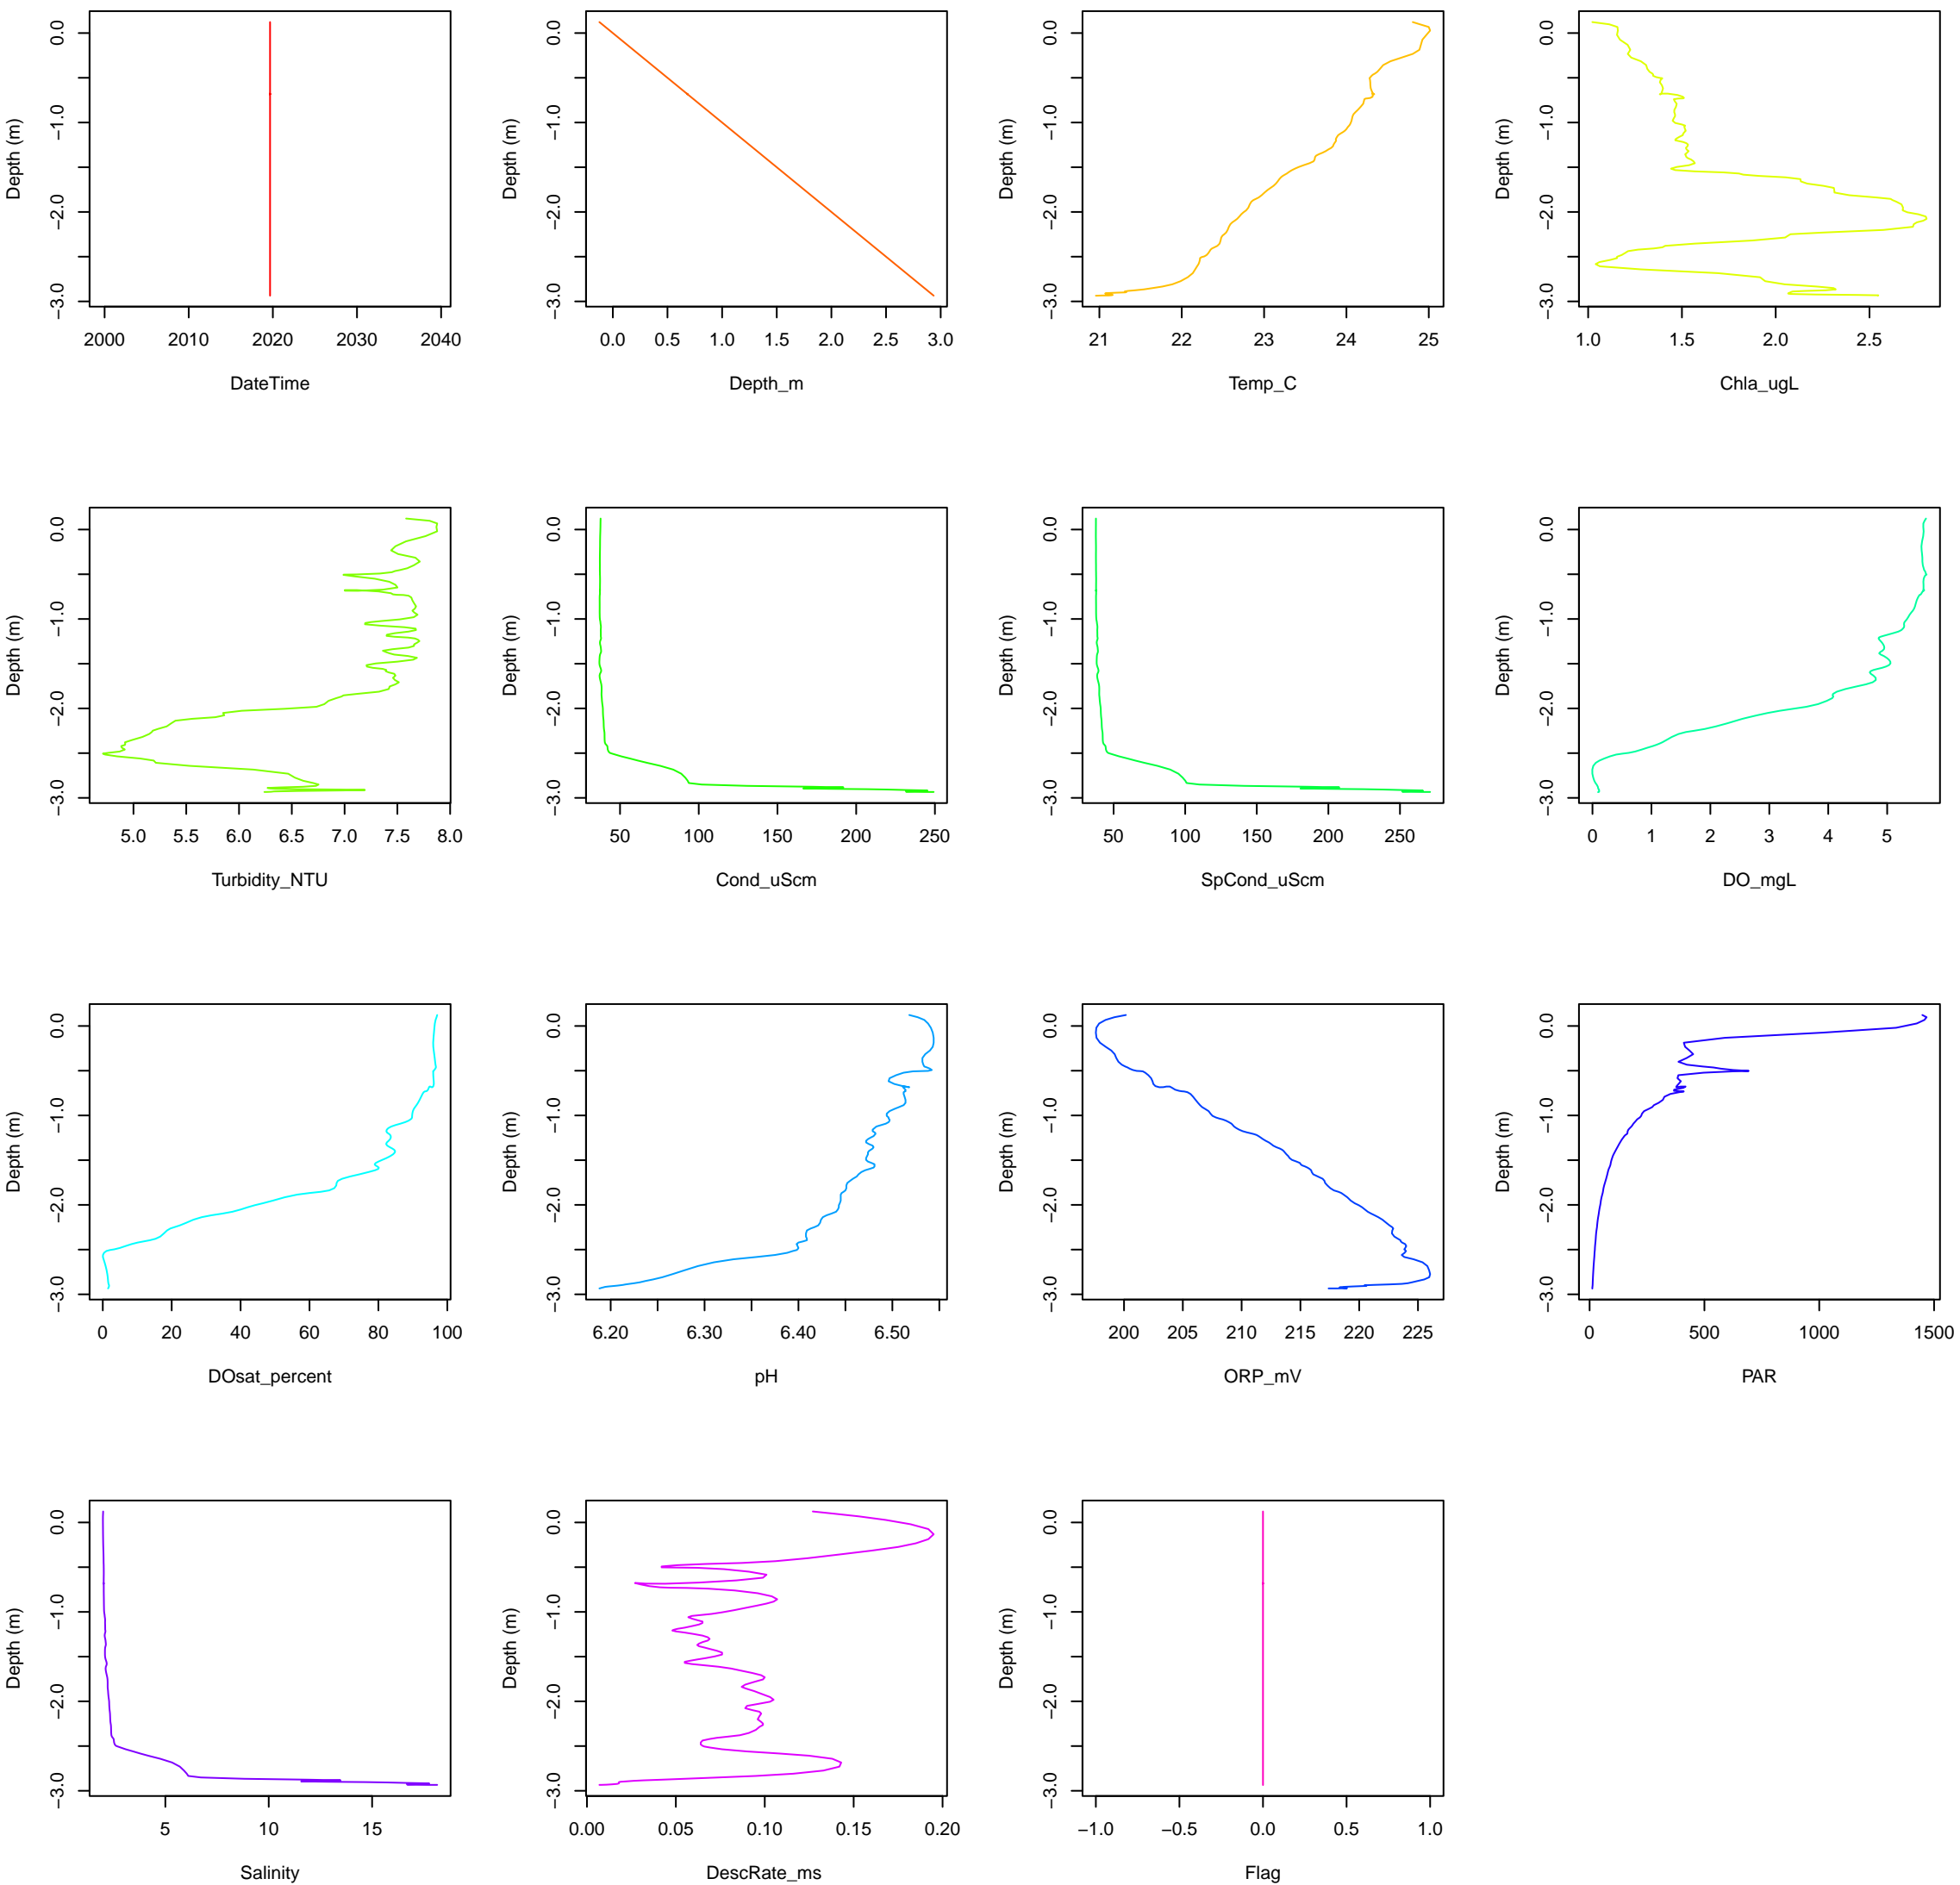 Depth (m)
0.0
−1.0
−2.0
−3.0
2000 2010 2020 2030 2040
DateTime
Depth (m)
0.0
−1.0
−2.0
−3.0
0.0 0.5 1.0 1.5 2.0 2.5 3.0
Depth_m
Depth (m)
0.0
−1.0
−2.0
−3.0
21 22 23 24 25
Temp_C
Depth (m)
0.0
−1.0
−2.0
−3.0
1.0 1.5 2.0 2.5
Chla_ugL
Depth (m)
0.0
−1.0
−2.0
−3.0
5.0 5.5 6.0 6.5 7.0 7.5 8.0
Turbidity_NTU
Depth (m)
0.0
−1.0
−2.0
−3.0
50 100 150 200 250
Cond_uScm
Depth (m)
0.0
−1.0
−2.0
−3.0
50 100 150 200 250
SpCond_uScm
Depth (m)
0.0
−1.0
−2.0
−3.0
0 1 2 3 4 5
DO_mgL
Depth (m)
0.0
−1.0
−2.0
−3.0
0 20 40 60 80 100
DOsat_percent
Depth (m)
0.0
−1.0
−2.0
−3.0
6.20 6.30 6.40 6.50
pH
Depth (m)
0.0
−1.0
−2.0
−3.0
200 205 210 215 220 225
ORP_mV
Depth (m)
0.0
−1.0
−2.0
−3.0
0 500 1000 1500
PAR
Depth (m)
0.0
−1.0
−2.0
−3.0
5 10 15
Salinity
Depth (m)
0.0
−1.0
−2.0
−3.0
0.00 0.05 0.10 0.15 0.20
DescRate_ms
Depth (m)
0.0
−1.0
−2.0
−3.0
−1.0 −0.5 0.0 0.5 1.0
Flag